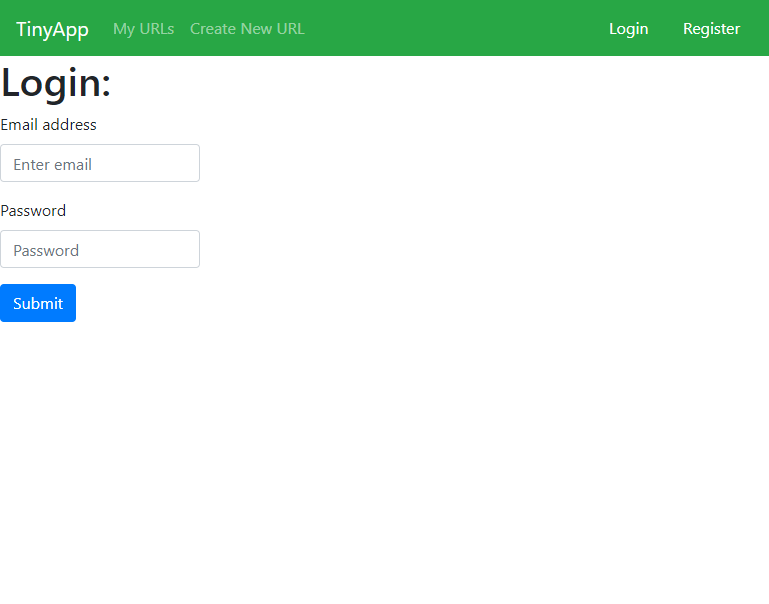 TinyApp My URLs Create New URL Login Register
Login:
Email address
Enter email
Password
Password
Submit